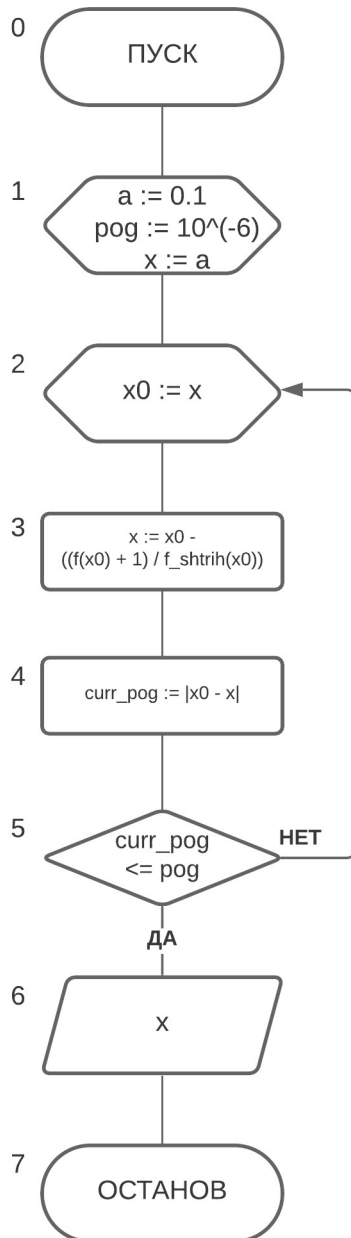 0
ПУСК
1
a := 0.1
pog := 10^(-6)
x := a
2
x0 := x
3
x := x0 -
((f(x0) + 1) / f_shtrih(x0))
4
curr_pog := |x0 - x|
5
curr_pog
<= pog
НЕТ
ДА
6
x
7
ОСТАНОВ